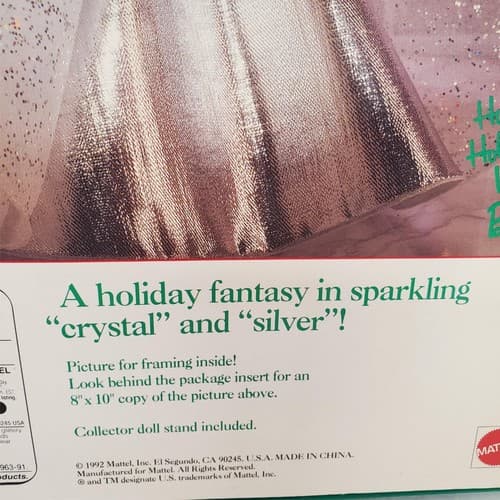 A holiday fantasy in sparkling
“crystal” and “silver”!
Picture for framing inside!
Look behind the package insert for an
8" x 10" copy of the picture above.
Collector doll stand included.
© 1992 Mattel, Inc. El Segundo, CA 90245. U.S.A. MADE IN CHINA.
Manufactured for Mattel. All Rights Reserved.
® and TM designate U.S. trademarks of Mattel, Inc.